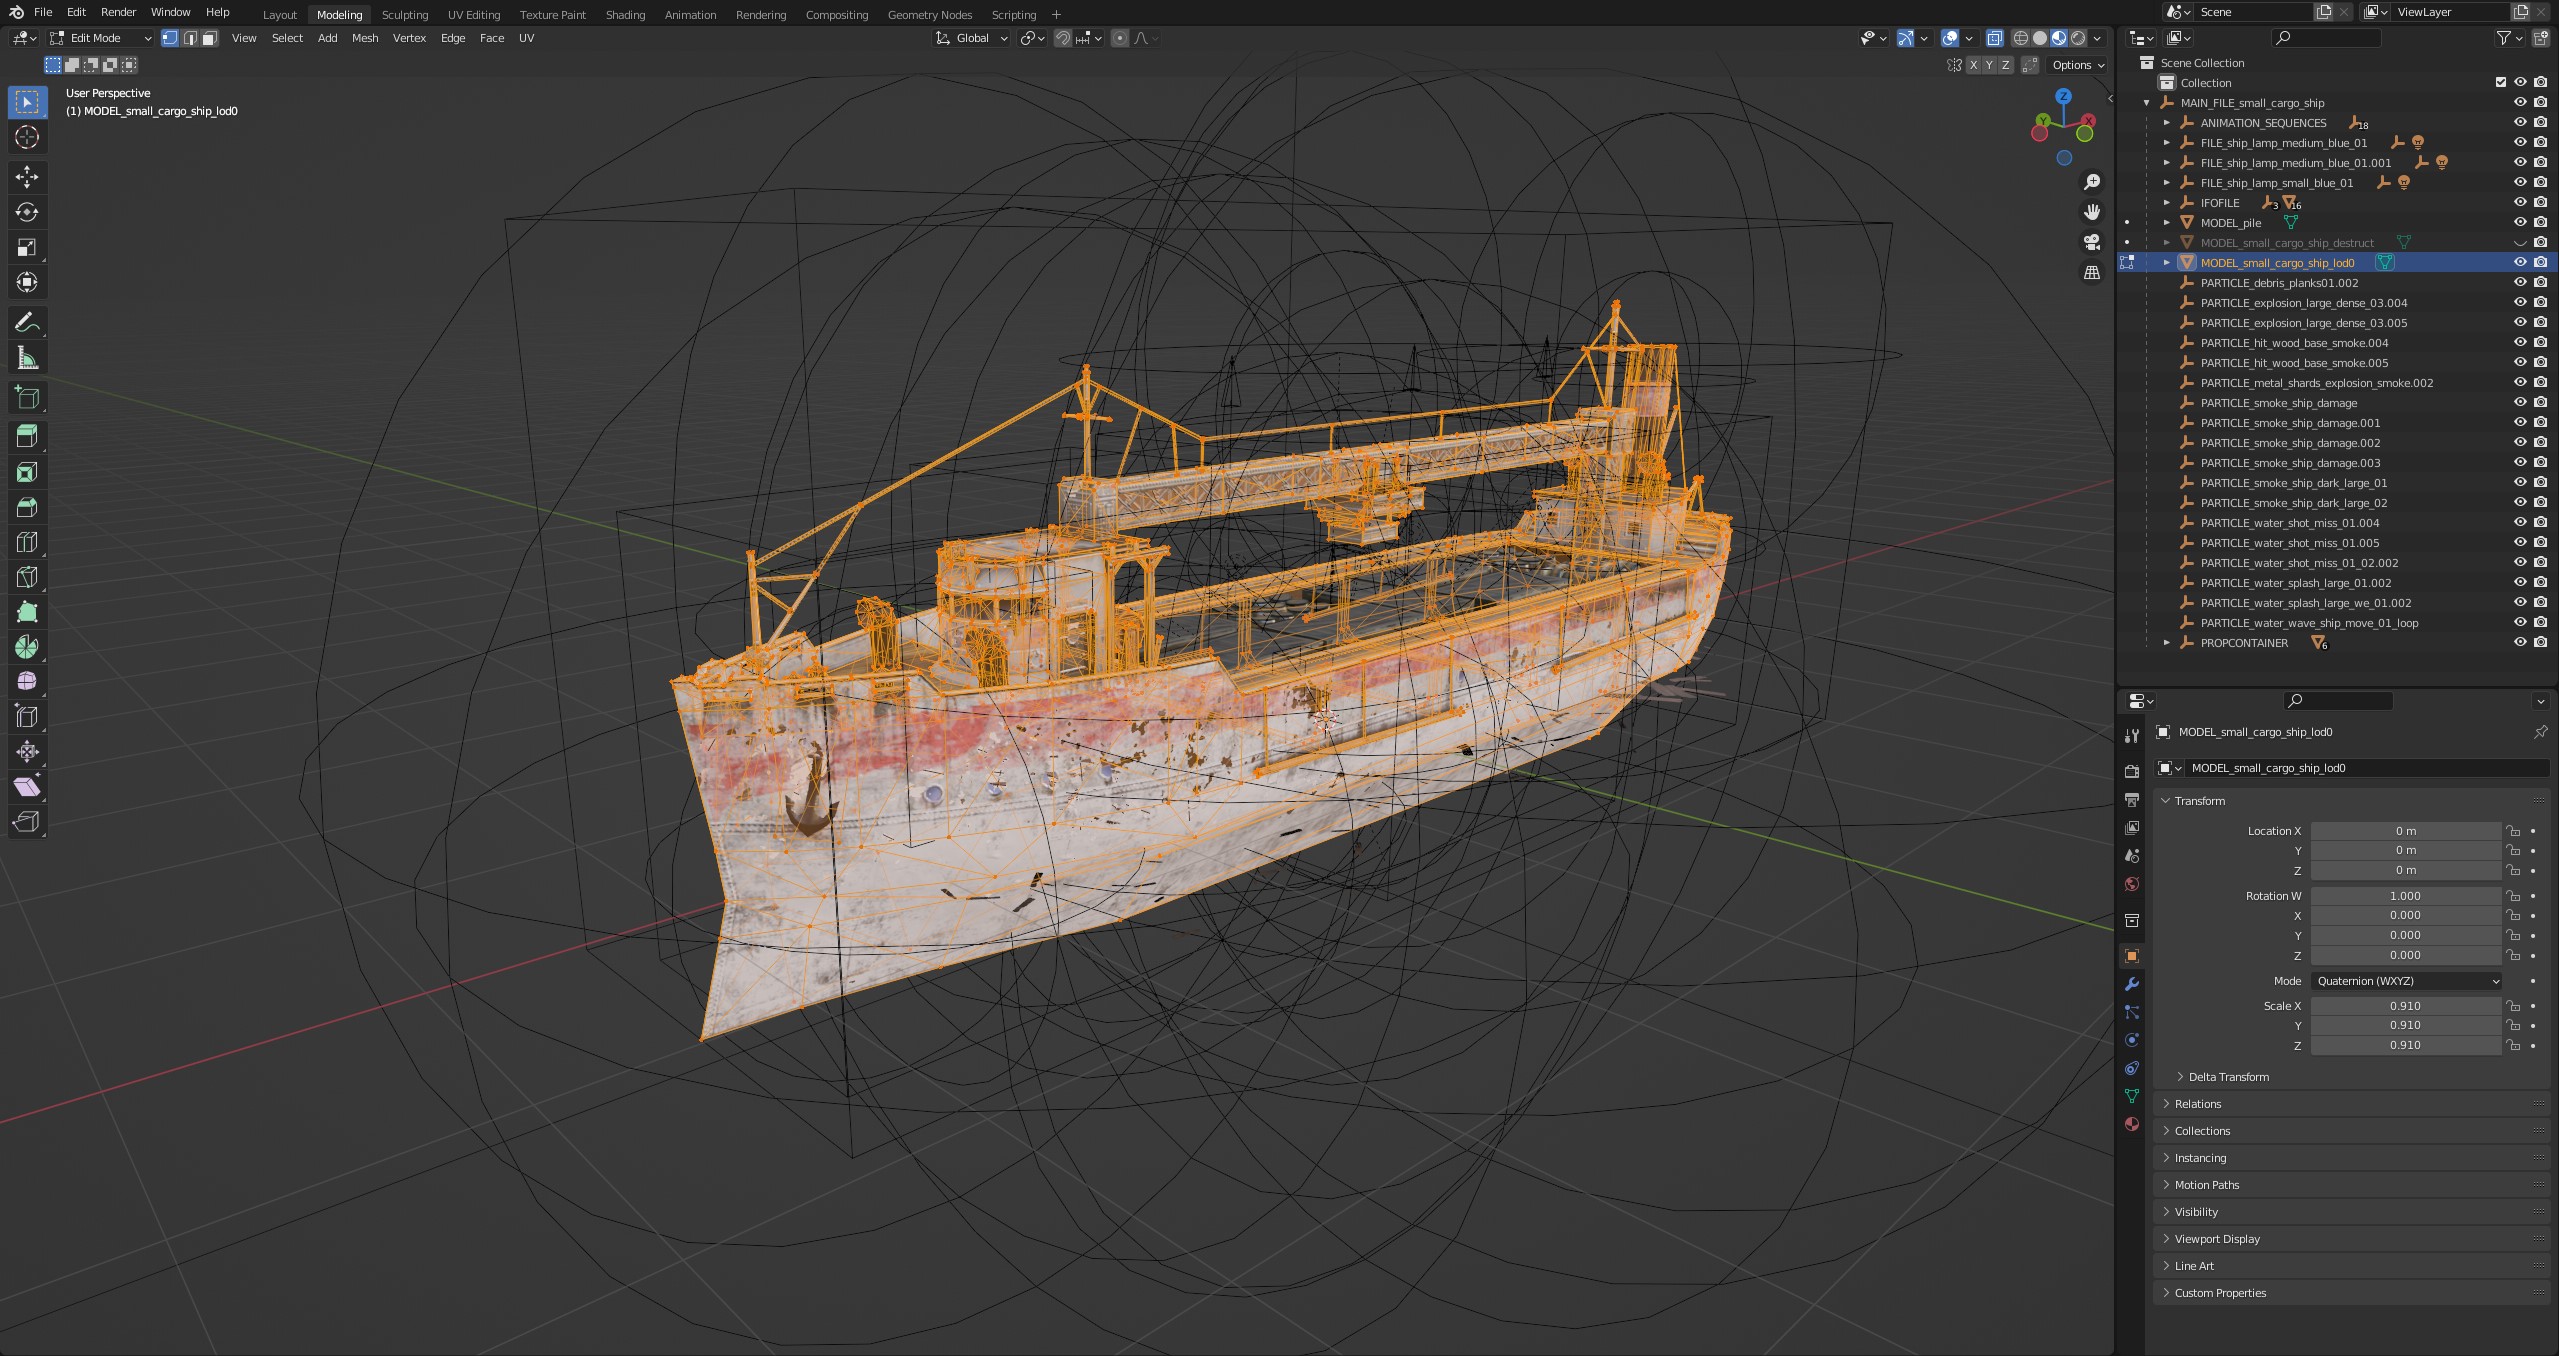 File Edit Render Window Help Layout Modeling Sculpting UV Editing Texture Paint Shading Animation Rendering Compositing Geometry Nodes Scripting + Scene ViewLayer
Edit Mode View Select Add Mesh Vertex Edge Face UV Global
X Y Z Options
User Perspective
(1) MODEL_small_cargo_ship_lod0
Z
Y X
Scene Collection
Collection
MAIN_FILE_small_cargo_ship
ANIMATION_SEQUENCES 18
FILE_ship_lamp_medium_blue_01
FILE_ship_lamp_medium_blue_01.001
FILE_ship_lamp_small_blue_01
IFOFILE 3 16
MODEL_pile
MODEL_small_cargo_ship_destruct
MODEL_small_cargo_ship_lod0
PARTICLE_debris_planks01.002
PARTICLE_explosion_large_dense_03.004
PARTICLE_explosion_large_dense_03.005
PARTICLE_hit_wood_base_smoke.004
PARTICLE_hit_wood_base_smoke.005
PARTICLE_metal_shards_explosion_smoke.002
PARTICLE_smoke_ship_damage
PARTICLE_smoke_ship_damage.001
PARTICLE_smoke_ship_damage.002
PARTICLE_smoke_ship_damage.003
PARTICLE_smoke_ship_dark_large_01
PARTICLE_smoke_ship_dark_large_02
PARTICLE_water_shot_miss_01.004
PARTICLE_water_shot_miss_01.005
PARTICLE_water_shot_miss_01_02.002
PARTICLE_water_splash_large_01.002
PARTICLE_water_splash_large_we_01.002
PARTICLE_water_wave_ship_move_01_loop
PROPCONTAINER 6
MODEL_small_cargo_ship_lod0
MODEL_small_cargo_ship_lod0
Transform
Location X 0 m
Y 0 m
Z 0 m
Rotation W 1.000
X 0.000
Y 0.000
Z 0.000
Mode Quaternion (WXYZ)
Scale X 0.910
Y 0.910
Z 0.910
Delta Transform
Relations
Collections
Instancing
Motion Paths
Visibility
Viewport Display
Line Art
Custom Properties